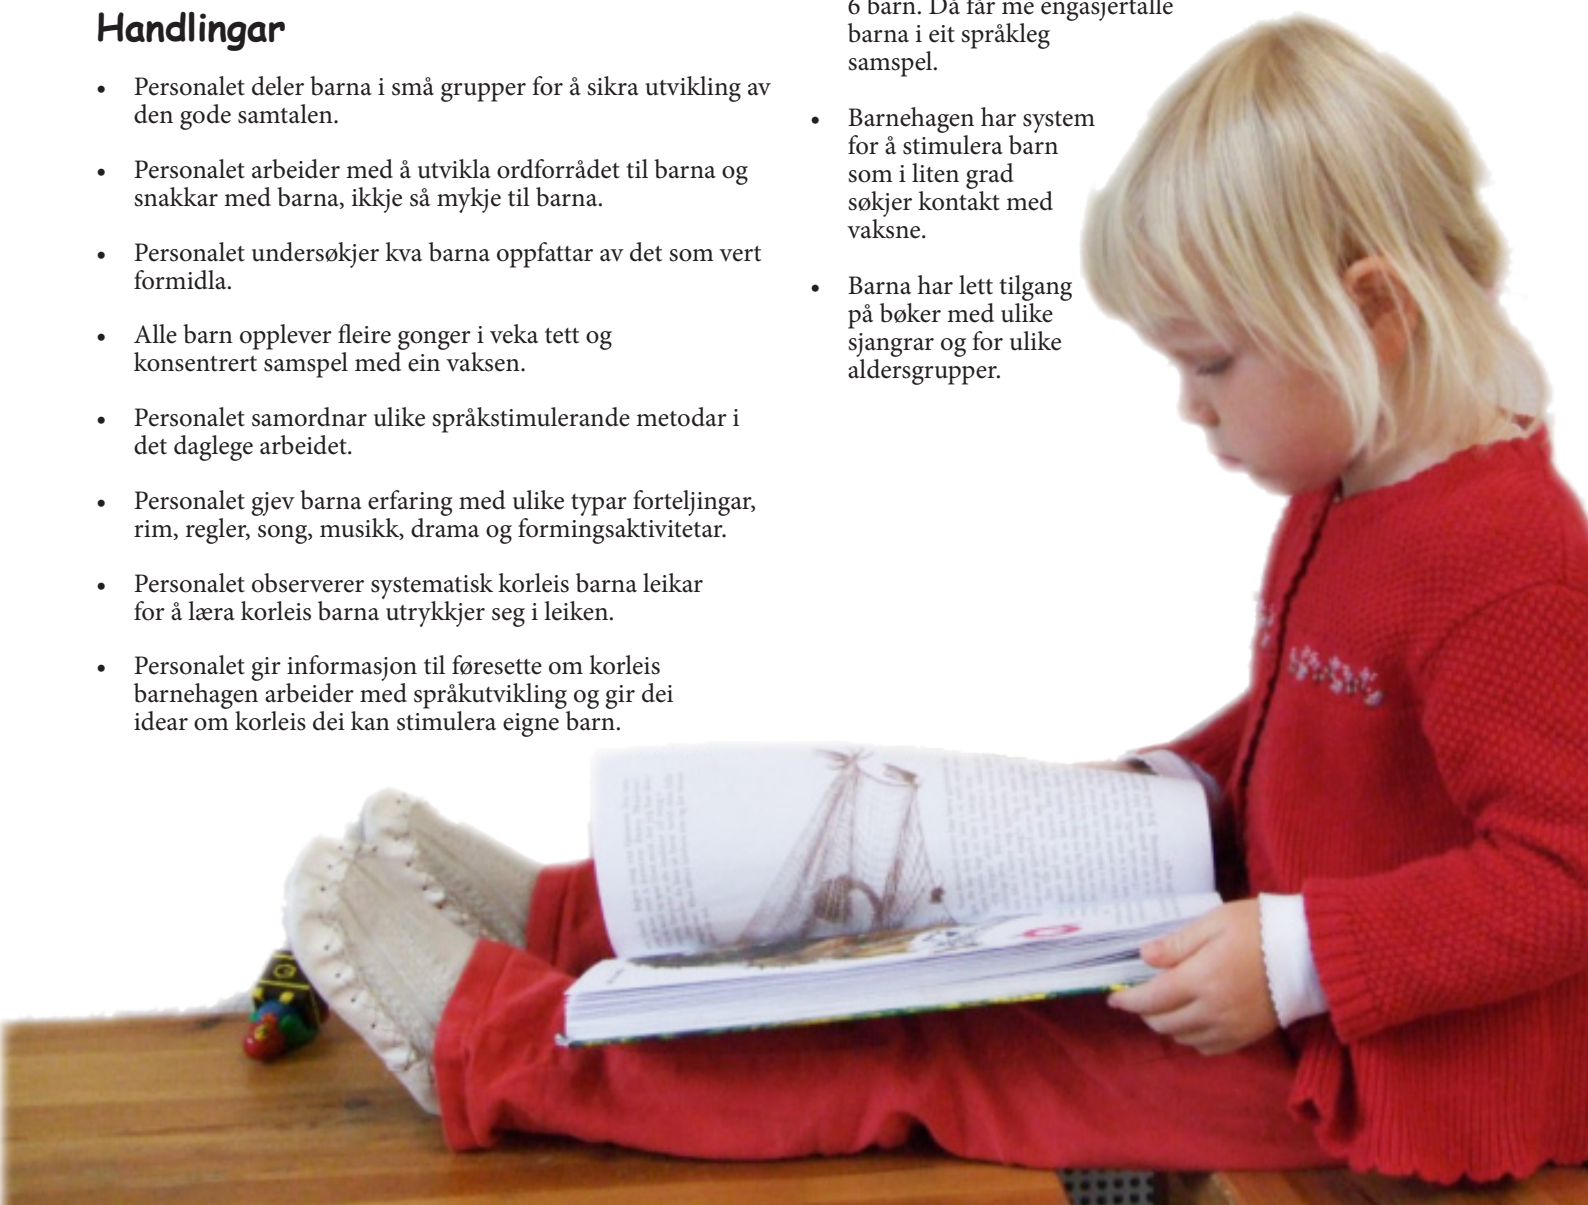 Handlingar
• Personalet deler barna i små grupper for å sikra utvikling av
den gode samtalen.
• Personalet arbeider med å utvikla ordforrådet til barna og
snakkar med barna, ikkje så mykje til barna.
• Personalet undersøkjer kva barna oppfattar av det som vert
formidla.
• Alle barn opplever fleire gonger i veka tett og
konsentrert samspel med ein vaksen.
• Personalet samordnar ulike språkstimulerande metodar i
det daglege arbeidet.
• Personalet gjev barna erfaring med ulike typar forteljingar,
rim, regler, song, musikk, drama og formingsaktivitetar.
• Personalet observerer systematisk korleis barna leikar
for å læra korleis barna utrykkjer seg i leiken.
• Personalet gir informasjon til føresette om korleis
barnehagen arbeider med språkutvikling og gir dei
idear om korleis dei kan stimulera eigne barn.
6 barn. Då får me engasjertalle
barna i eit språkleg
samspel.
• Barnehagen har system
for å stimulera barn
som i liten grad
søkjer kontakt med
vaksne.
• Barna har lett tilgang
på bøker med ulike
sjangrar og for ulike
aldersgrupper.